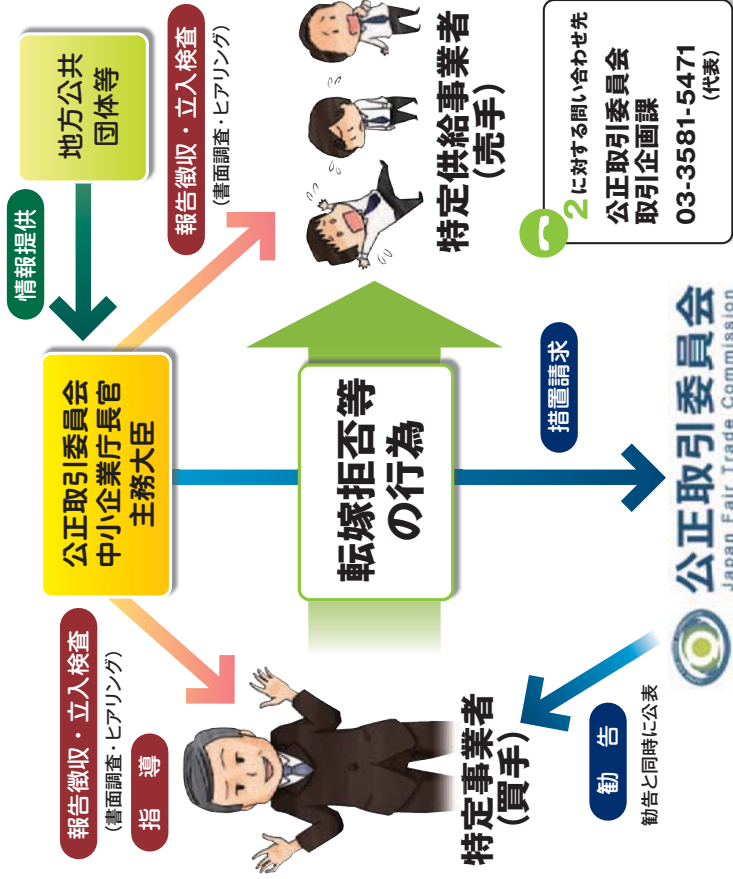 地方公共
団体等
情報提供
公正取引委員会
中小企業庁長官
主務大臣
報告徴収・立入検査
(書面調査・ヒアリング)
指 導
報告徴収・立入検査
(書面調査・ヒアリング)
特定事業者
(買手)
転嫁拒否等
の行為
特定供給事業者
(売手)
措置請求
勧 告
勧告と同時に公表
公正取引委員会
Japan Fair Trade Commission
2に対する問い合わせ先
公正取引委員会
取引企画課
03-3581-5471
(代表)